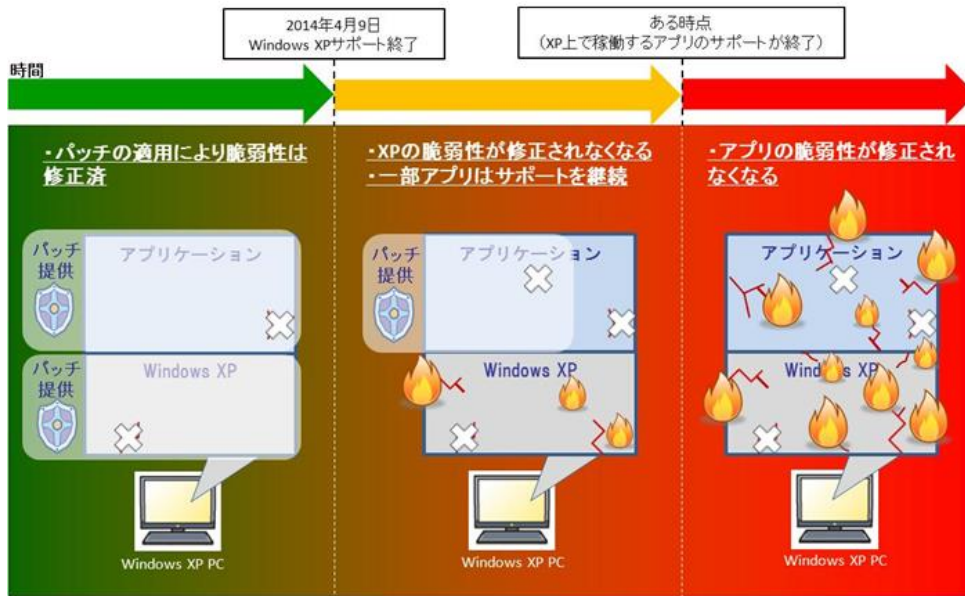 2014年4月9日
Windows XPサポート終了
ある時点
（XP上で稼働するアプリのサポートが終了）
時間
・パッチの適用により脆弱性は
修正済
・XPの脆弱性が修正されなくなる
・一部アプリはサポートを継続
・アプリの脆弱性が修正され
なくなる
パッチ
提供
アプリケーション
パッチ
提供
Windows XP
パッチ
提供
アプリケーション
Windows XP
アプリケーション
Windows XP
Windows XP PC
Windows XP PC
Windows XP PC